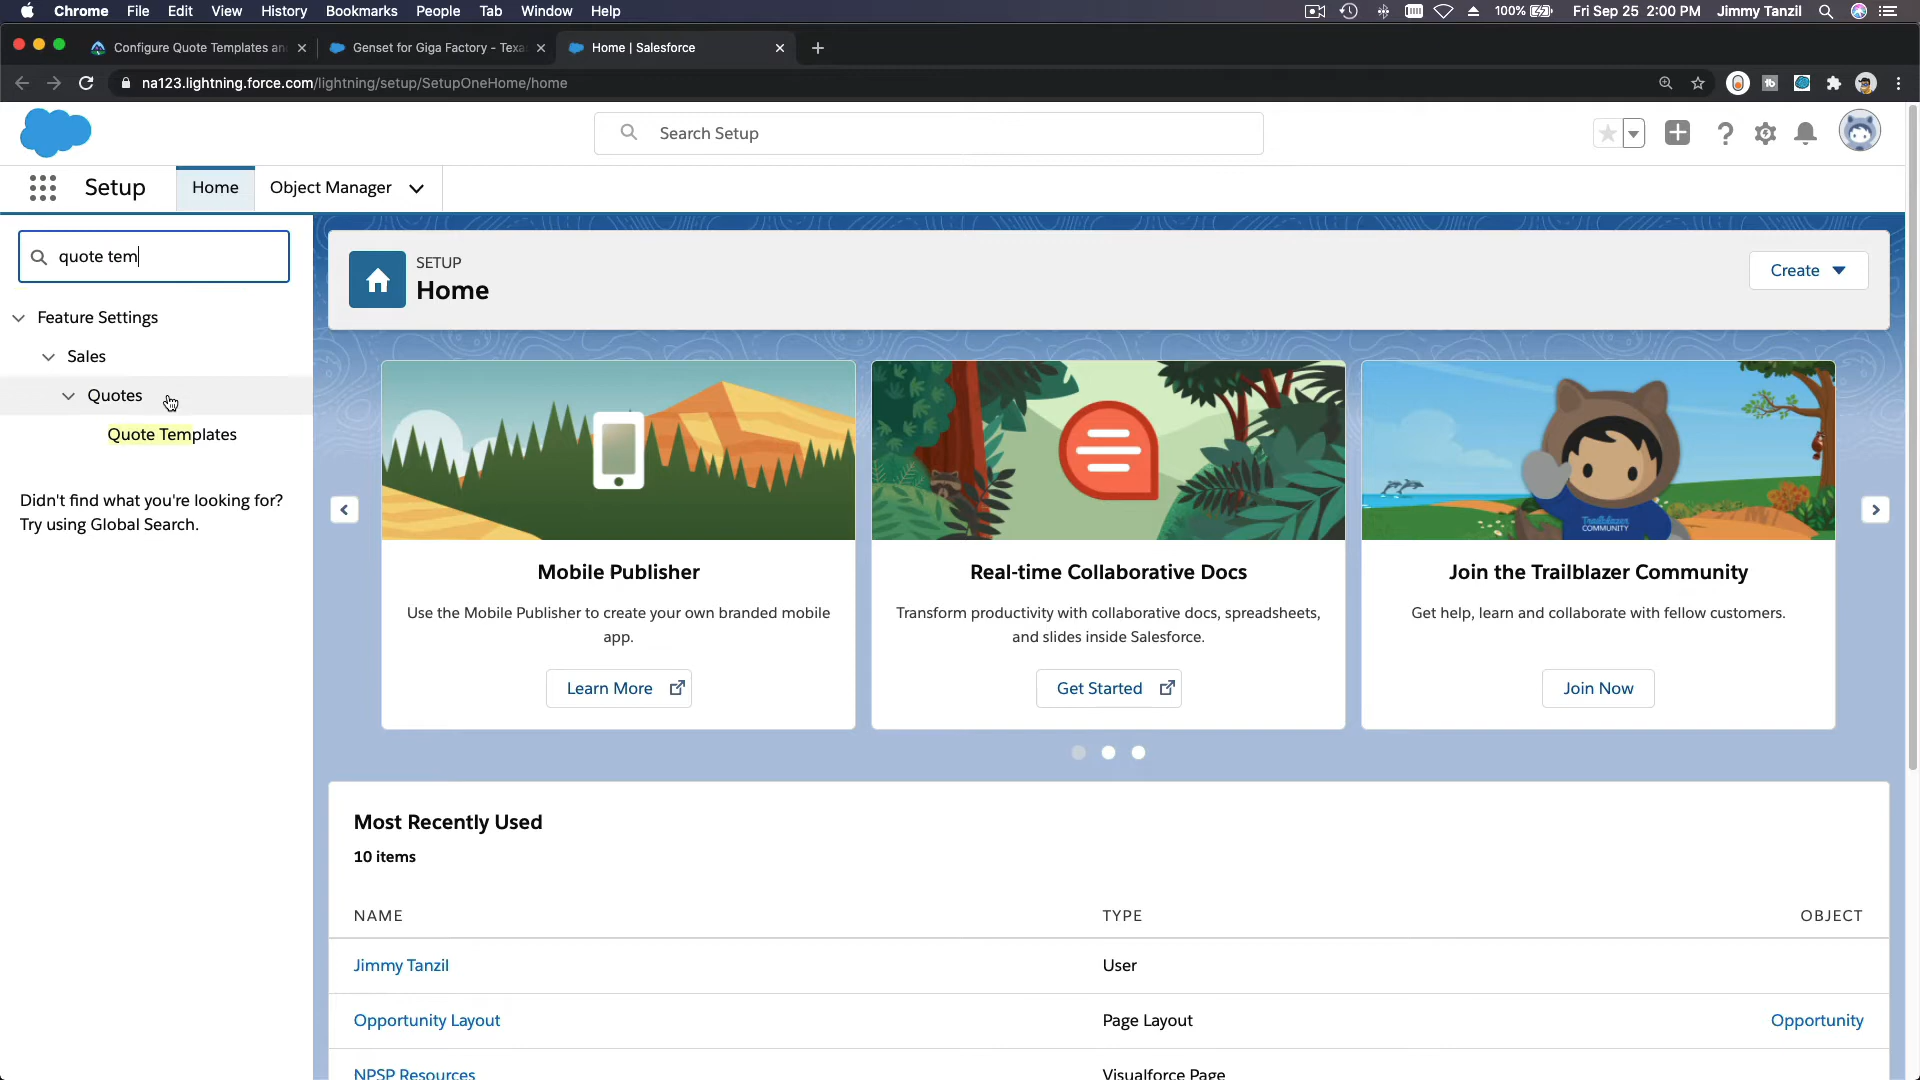 Chrome File Edit View History Bookmarks People Tab Window Help 100% Fri Sep 25 2:00 PM Jimmy Tanzil
Configure Quote Templates an Genset for Giga Factory - Texa Home | Salesforce
na123.lightning.force.com/lightning/setup/SetupOneHome/home
Search Setup
Setup Home Object Manager
quote tem
Feature Settings
Sales
Quotes
Quote Templates
Didn't find what you're looking for?
Try using Global Search.
SETUP
Home
Create
Mobile Publisher
Use the Mobile Publisher to create your own branded mobile
app.
Learn More
Real-time Collaborative Docs
Transform productivity with collaborative docs, spreadsheets,
and slides inside Salesforce.
Get Started
Trailblazer
COMMUNITY
Join the Trailblazer Community
Get help, learn and collaborate with fellow customers.
Join Now
Most Recently Used
10 items
NAME TYPE OBJECT
Jimmy Tanzil User
Opportunity Layout Page Layout Opportunity
NPSP Resources Visualforce Page